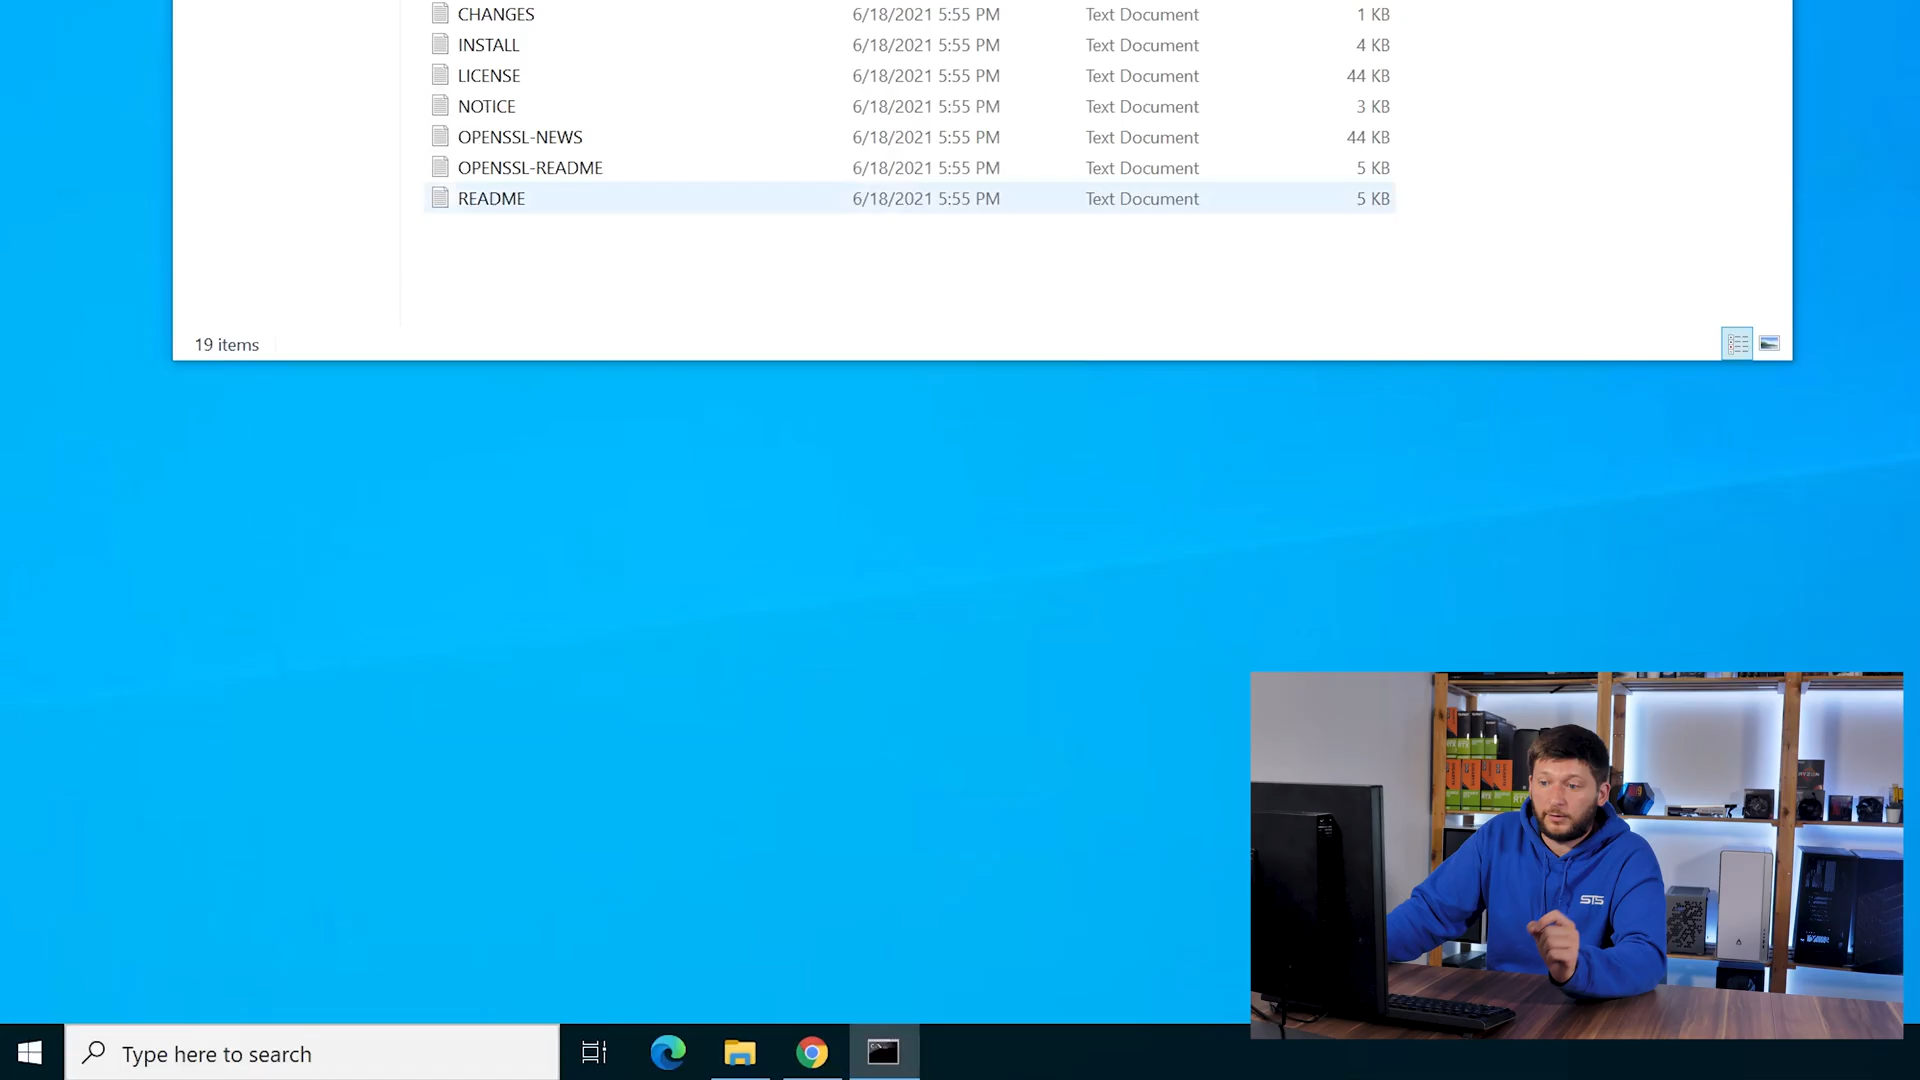 CHANGES 6/18/2021 5:55 PM Text Document 1 KB
INSTALL 6/18/2021 5:55 PM Text Document 4 KB
LICENSE 6/18/2021 5:55 PM Text Document 44 KB
NOTICE 6/18/2021 5:55 PM Text Document 3 KB
OPENSSL-NEWS 6/18/2021 5:55 PM Text Document 44 KB
OPENSSL-README 6/18/2021 5:55 PM Text Document 5 KB
README 6/18/2021 5:55 PM Text Document 5 KB
19 items
STS
Type here to search